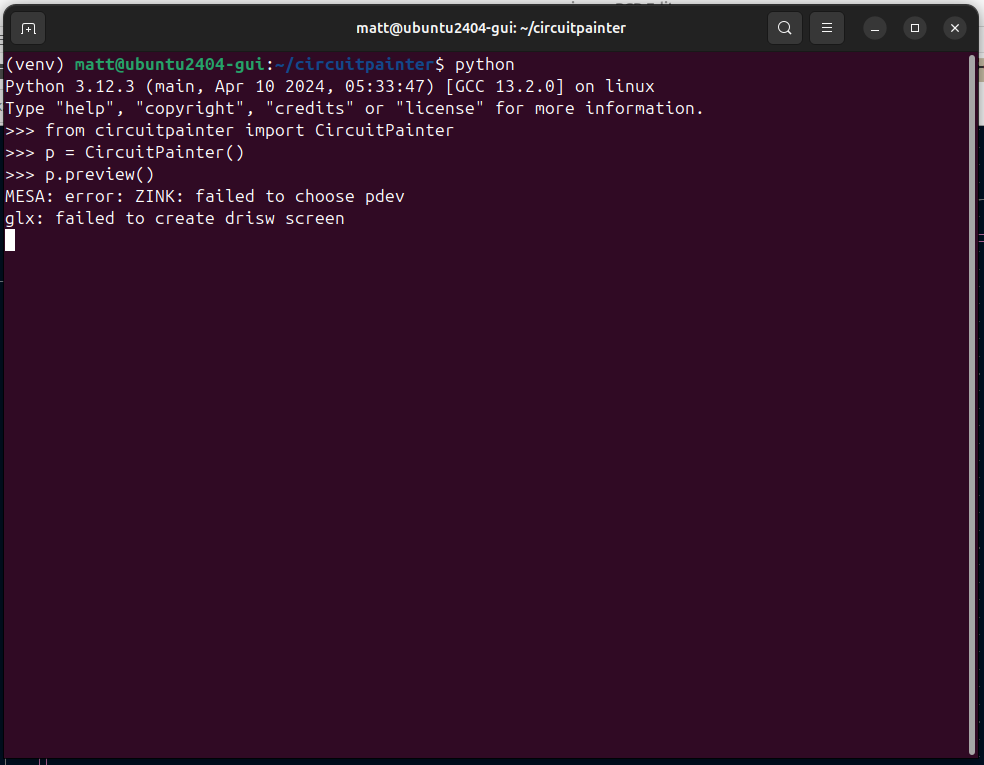 matt@ubuntu2404-gui: ~/circuitpainter
(venv) matt@ubuntu2404-gui:~/circuitpainter$ python
Python 3.12.3 (main, Apr 10 2024, 05:33:47) [GCC 13.2.0] on linux
Type "help", "copyright", "credits" or "license" for more information.
>>> from circuitpainter import CircuitPainter
>>> p = CircuitPainter()
>>> p.preview()
MESA: error: ZINK: failed to choose pdev
glx: failed to create drisw screen